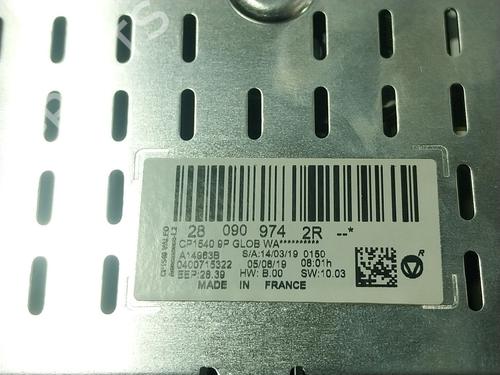 28 090 974 2R --*
CP1540 9P GLOB WA**********
A14963B S/A:14/03/19 0150
0400715322 05/06/19 08:01h
EEP:28.39 HW: B.00 SW:10.03
MADE IN FRANCE
R